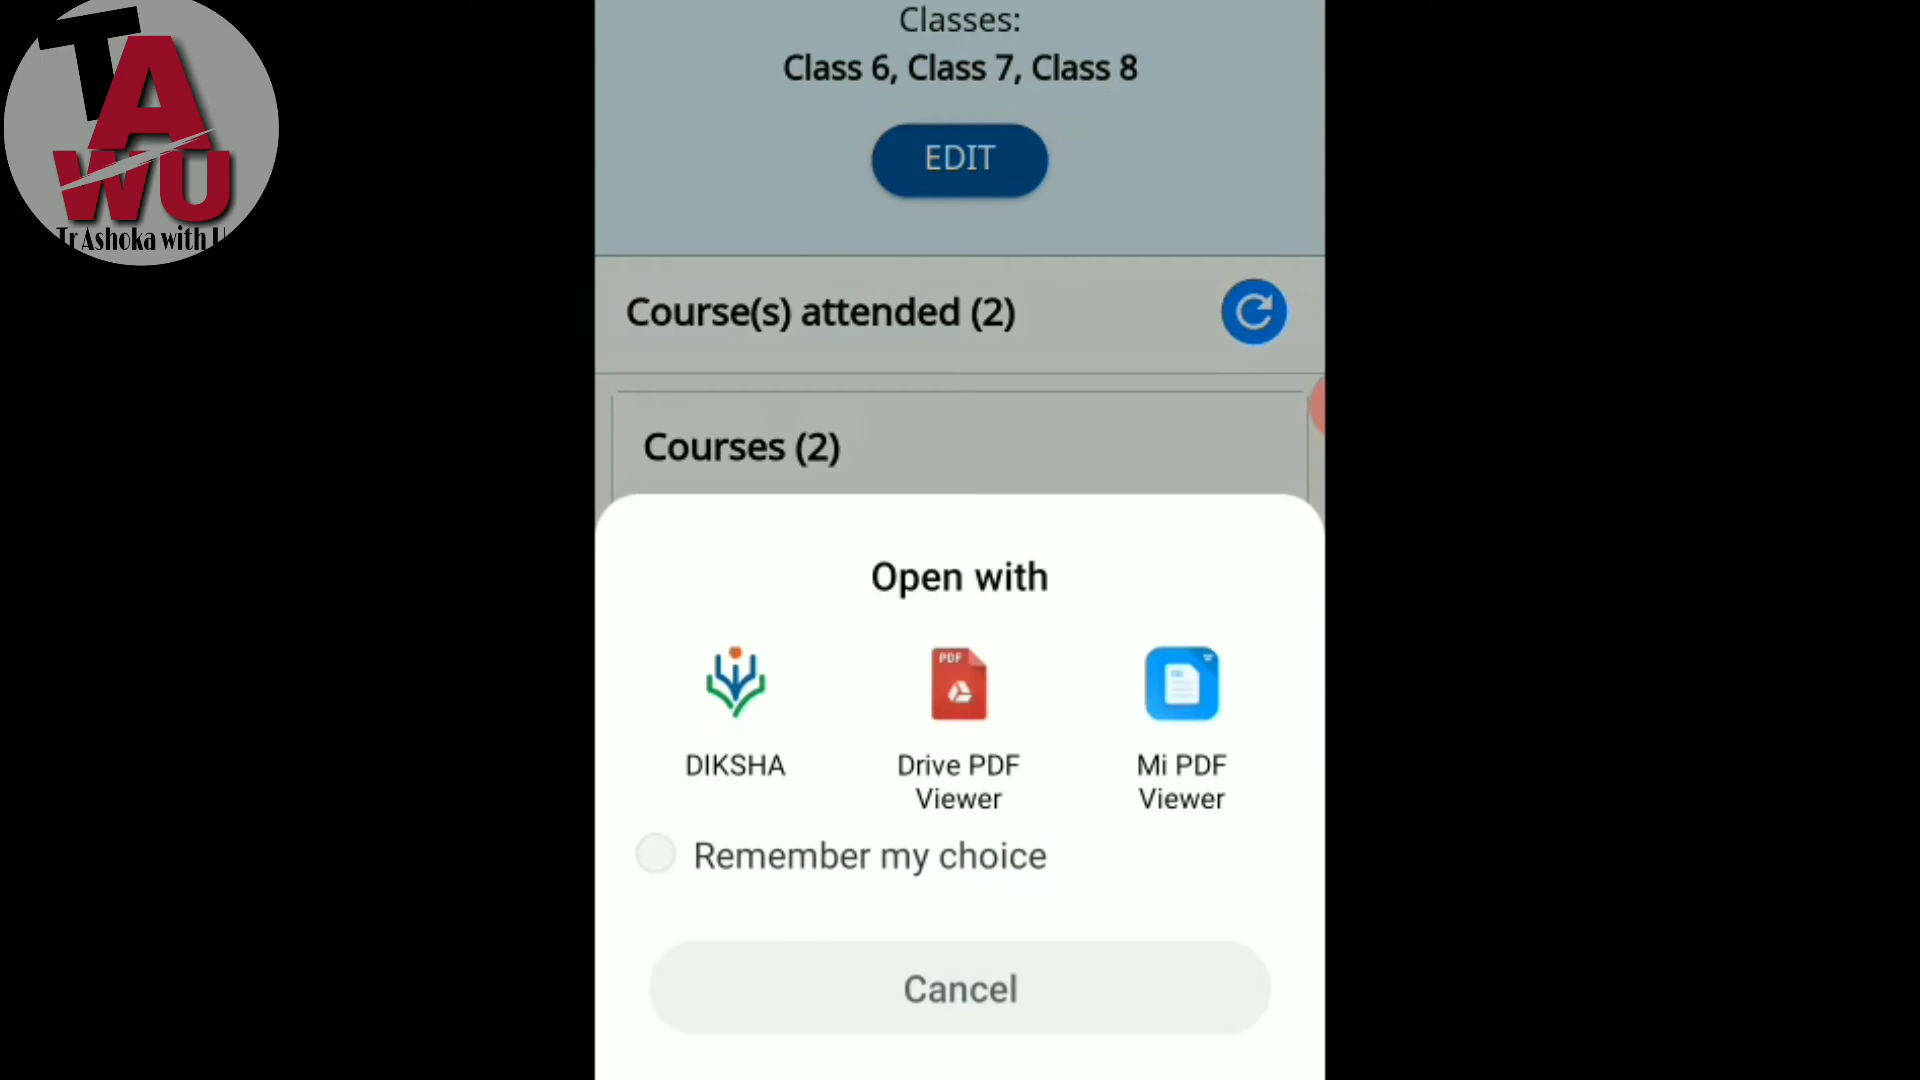 TA
WU
Tr Ashoka with U
Classes:
Class 6, Class 7, Class 8
EDIT
Course(s) attended (2)
Courses (2)
Open with
PDF
DIKSHA
Drive PDF
Viewer
Mi PDF
Viewer
Remember my choice
Cancel